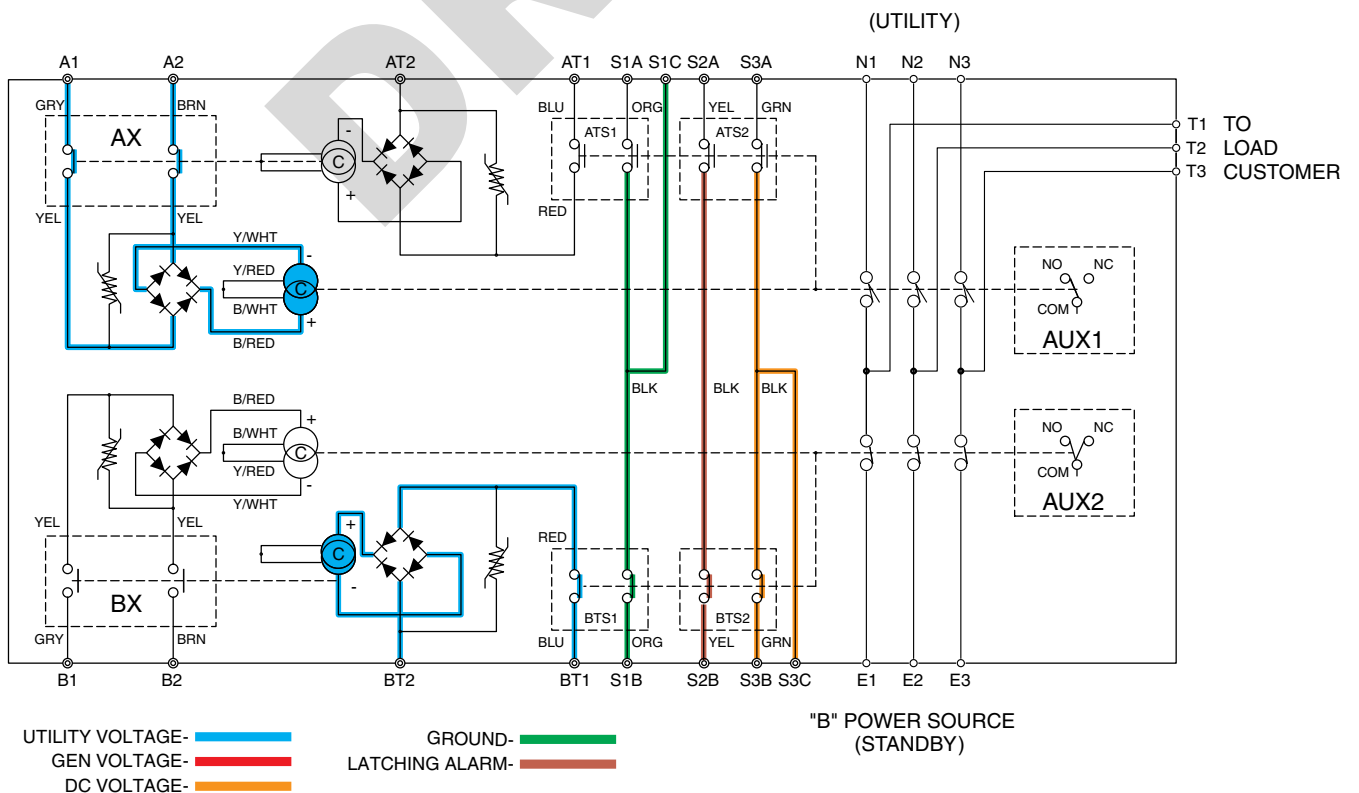 (UTILITY)
A1 A2 AT2 AT1 S1A S1C S2A S3A N1 N2 N3
GRY BRN BLU ORG YEL GRN
T1 TO
T2 LOAD
T3 CUSTOMER
AX
ATS1 ATS2
C
-
+
YEL YEL RED
Y/WHT
-
Y/RED
C
B/WHT
+
B/RED
NO NC
COM
AUX1
BLK BLK BLK
B/RED
+
B/WHT
C
Y/RED
-
Y/WHT
NO NC
COM
AUX2
YEL YEL RED
+
C
-
BX
BTS1 BTS2
GRY BRN BLU ORG YEL GRN
B1 B2 BT2 BT1 S1B S2B S3B S3C E1 E2 E3
"B" POWER SOURCE
(STANDBY)
UTILITY VOLTAGE-
GEN VOLTAGE-
DC VOLTAGE-
GROUND-
LATCHING ALARM-